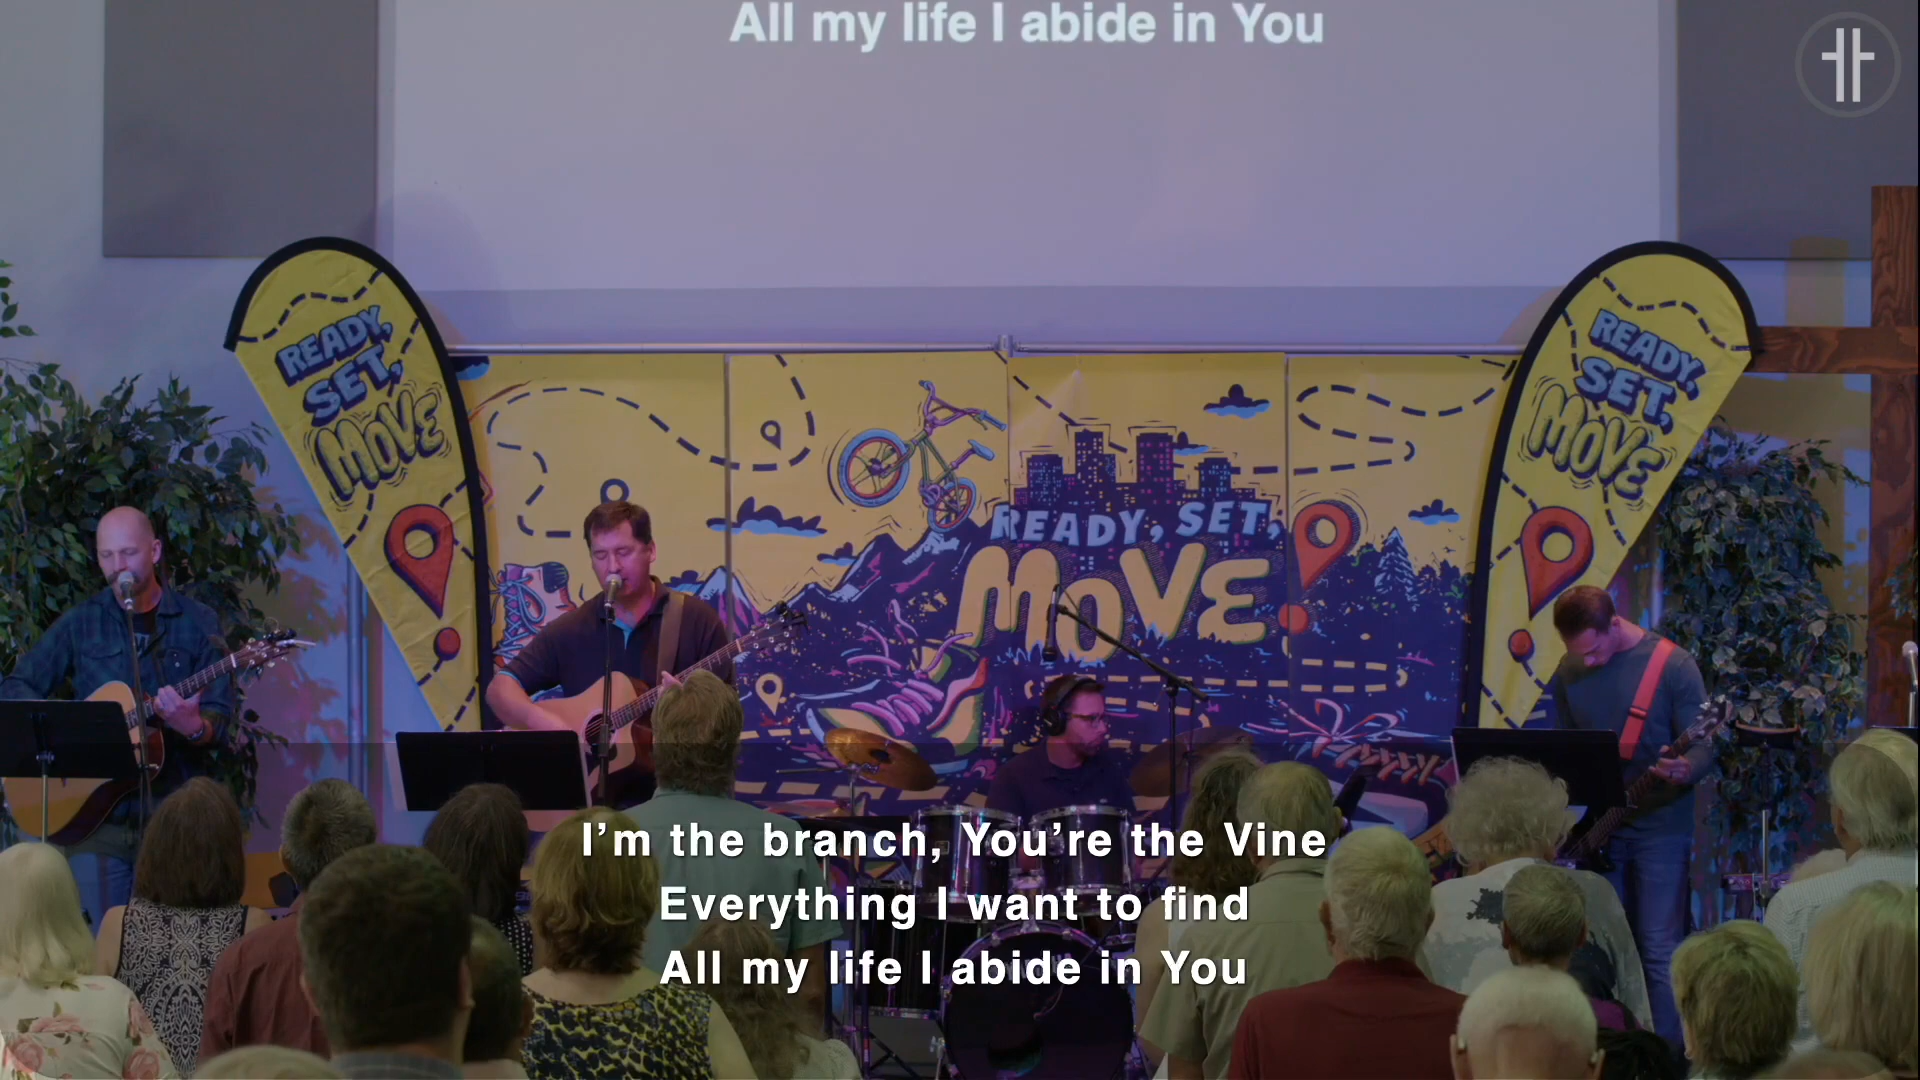 All my life I abide in You
READY,
SET,
MOVE
READY,
SET,
MOVE
READY, SET,
MOVE
I'm the branch, You're the Vine
Everything I want to find
All my life I abide in You